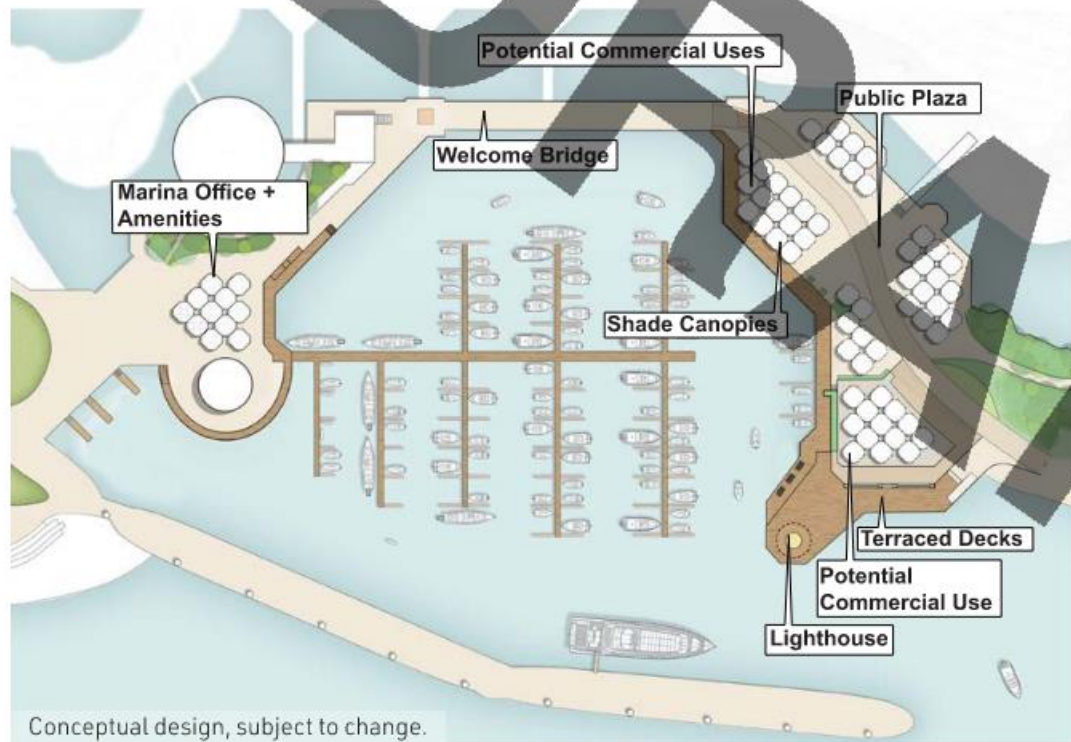 Potential Commercial Uses
Public Plaza
Welcome Bridge
Marina Office +
Amenities
Shade Canopies
Terraced Decks
Potential
Commercial Use
Lighthouse
Conceptual design, subject to change.